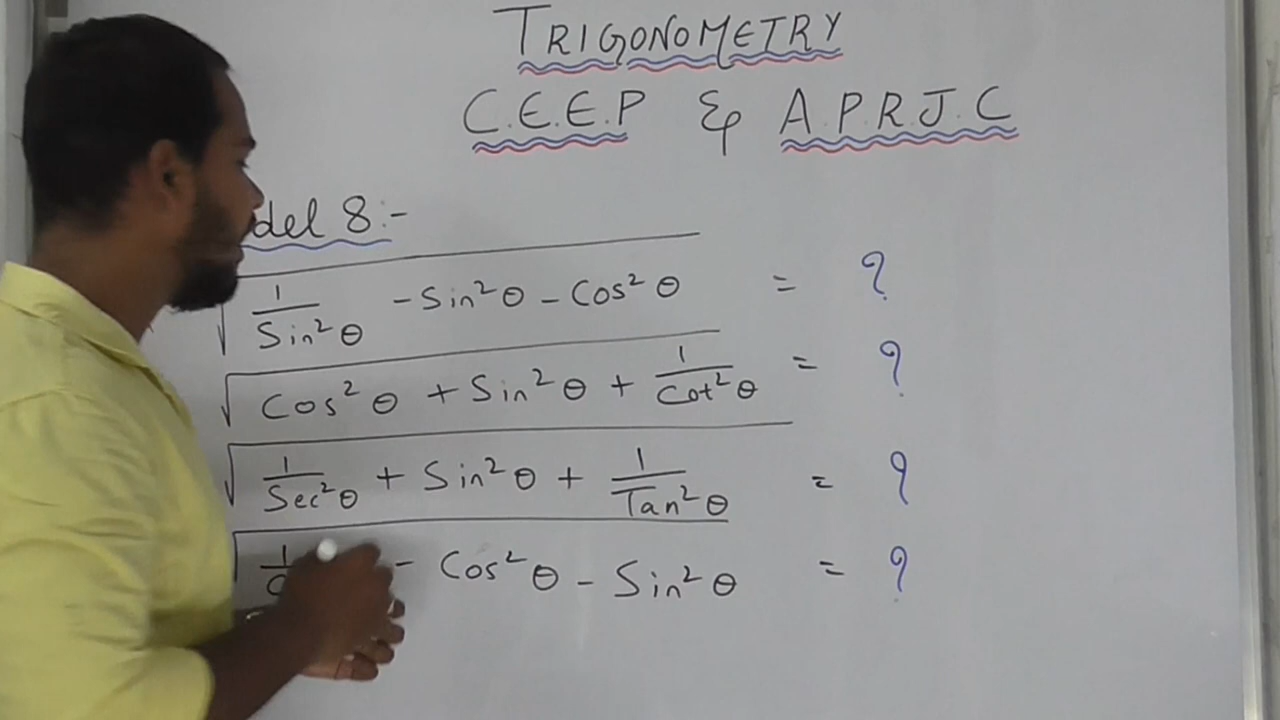 TRIGONOMETRY
C.E.E.P & A.P.R.J.C
del 8:-
√(1/Sin²θ - Sin²θ - Cos²θ) = ?
√(Cos²θ + Sin²θ + 1/Cot²θ) = ?
√(1/Sec²θ + Sin²θ + 1/Tan²θ) = ?
- Cos²θ - Sin²θ = ?